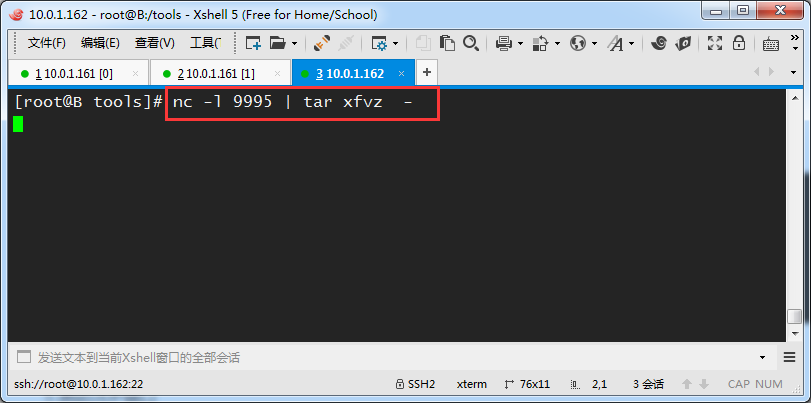 10.0.1.162 - root@B:/tools - Xshell 5 (Free for Home/School)
文件(F) 编辑(E) 查看(V) 工具(
1 10.0.1.161 [0] × 2 10.0.1.161 [1] × 3 10.0.1.162 × +
[root@B tools]# nc -l 9995 | tar xfvz  -
发送文本到当前Xshell窗口的全部会话
ssh://root@10.0.1.162:22 SSH2 xterm 76x11 2,1 3 会话 CAP NUM